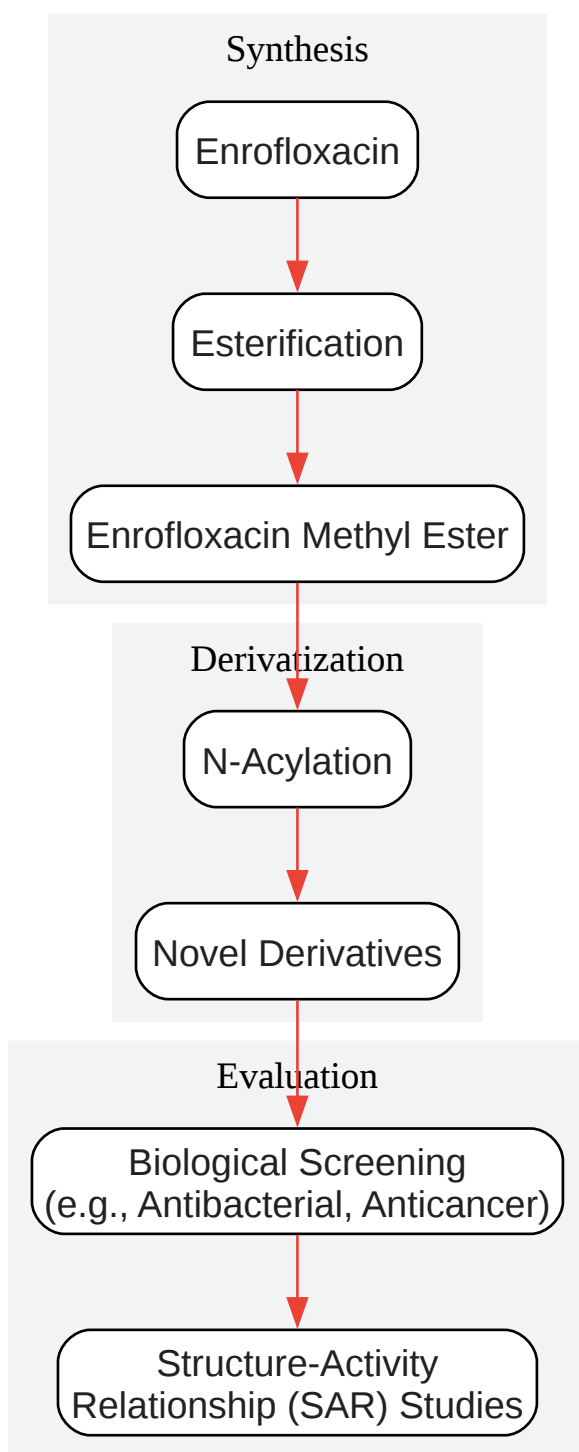 Synthesis
Enrofloxacin
Esterification
Enrofloxacin Methyl Ester
Derivatization
N-Acylation
Novel Derivatives
Evaluation
Biological Screening
(e.g., Antibacterial, Anticancer)
Structure-Activity
Relationship (SAR) Studies